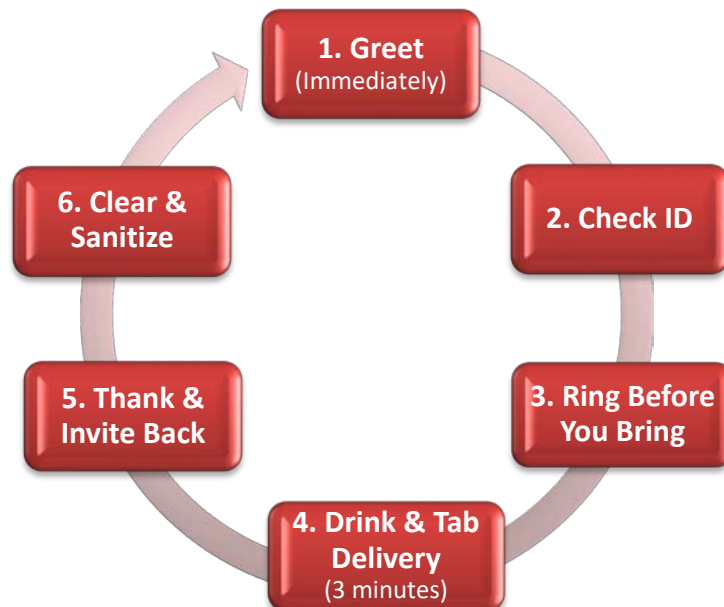 1. Greet
(Immediately)
2. Check ID
3. Ring Before
You Bring
4. Drink & Tab
Delivery
(3 minutes)
5. Thank &
Invite Back
6. Clear &
Sanitize